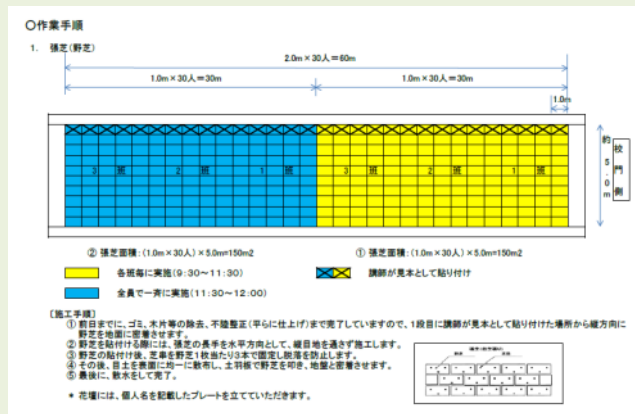 〇作業手順
1. 張芝(野芝)
2.0m×30人=60m
1.0m×30人=30m
1.0m×30人=30m
1.0m
3 班 2 班 1 班
3 班 2 班 1 班
約5.0m
校門側
② 張芝面積:(1.0m×30人)×5.0m=150m2
① 張芝面積:(1.0m×30人)×5.0m=150m2
各班毎に実施(9:30~11:30)
講師が見本として貼り付け
全員で一斉に実施(11:30~12:00)
〔施工手順〕
① 前日までに、ゴミ、木片等の除去、不陸整正(平らに仕上げ)まで完了していますので、1段目に講師が見本として貼り付けた場所から縦方向に
野芝を地面に密着させます。
② 野芝を貼付ける際には、張芝の長手を水平方向として、縦目地を通さず施工します。
③ 野芝の貼付け後、芝串を野芝1枚当たり3本で固定し脱落を防止します。
④ その後、目土を表面に均一に散布し、土羽板で野芝を叩き、地盤と密着させます。
⑤ 最後に、散水をして完了。
* 花壇には、個人名を記載したプレートを立てていただきます。